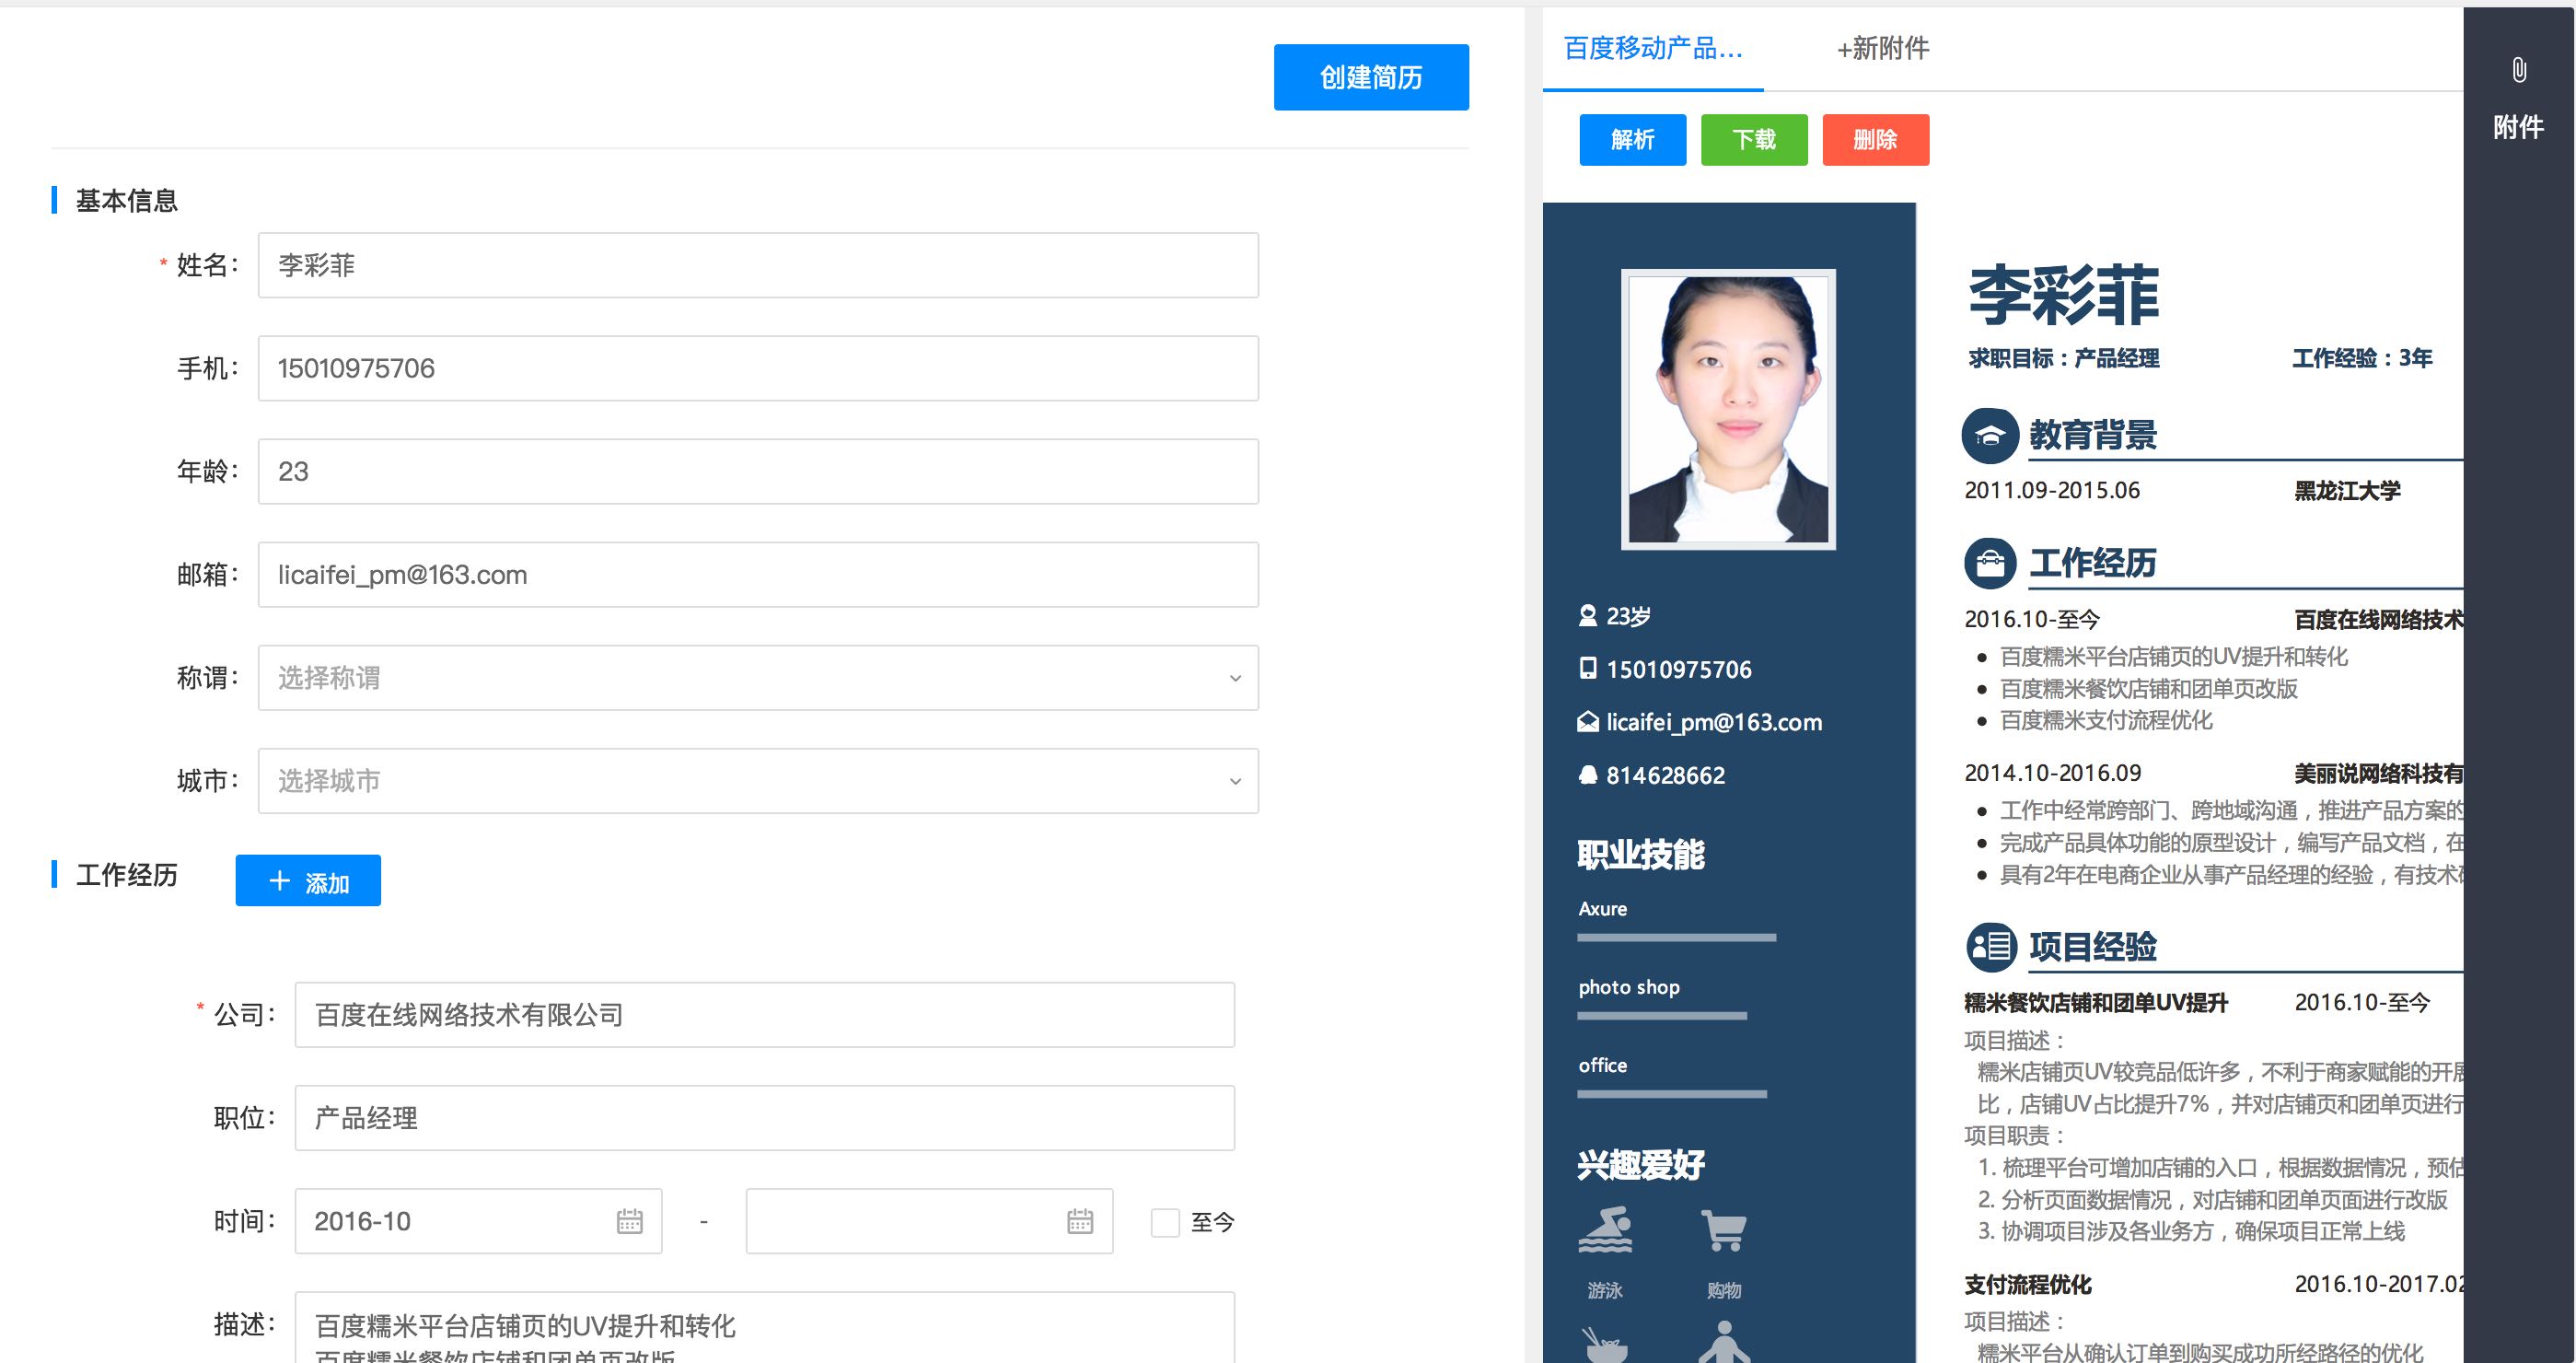 创建简历
基本信息
* 姓名：李彩菲
手机：15010975706
年龄：23
邮箱：licaifei_pm@163.com
称谓：选择称谓
城市：选择城市
工作经历 + 添加
* 公司：百度在线网络技术有限公司
职位：产品经理
时间：2016-10 - 至今
描述：百度糯米平台店铺页的UV提升和转化
百度糯米餐饮店铺和团单页改版
百度移动产品... +新附件
解析 下载 删除
23岁
15010975706
licaifei_pm@163.com
814628662
职业技能
Axure
photo shop
office
兴趣爱好
游泳 购物
李彩菲
求职目标：产品经理 工作经验：3年
教育背景
2011.09-2015.06 黑龙江大学
工作经历
2016.10-至今 百度在线网络技术
百度糯米平台店铺页的UV提升和转化
百度糯米餐饮店铺和团单页改版
百度糯米支付流程优化
2014.10-2016.09 美丽说网络科技有
工作中经常跨部门、跨地域沟通，推进产品方案的
完成产品具体功能的原型设计，编写产品文档，在
具有2年在电商企业从事产品经理的经验，有技术
项目经验
糯米餐饮店铺和团单UV提升 2016.10-至今
项目描述：
糯米店铺页UV较竞品低许多，不利于商家赋能的开展
比，店铺UV占比提升7%，并对店铺页和团单页进行
项目职责：
1. 梳理平台可增加店铺的入口，根据数据情况，预估
2. 分析页面数据情况，对店铺和团单页面进行改版
3. 协调项目涉及各业务方，确保项目正常上线
支付流程优化 2016.10-2017.02
项目描述：
糯米平台从确认订单到购买成功所经路径的优化
附件